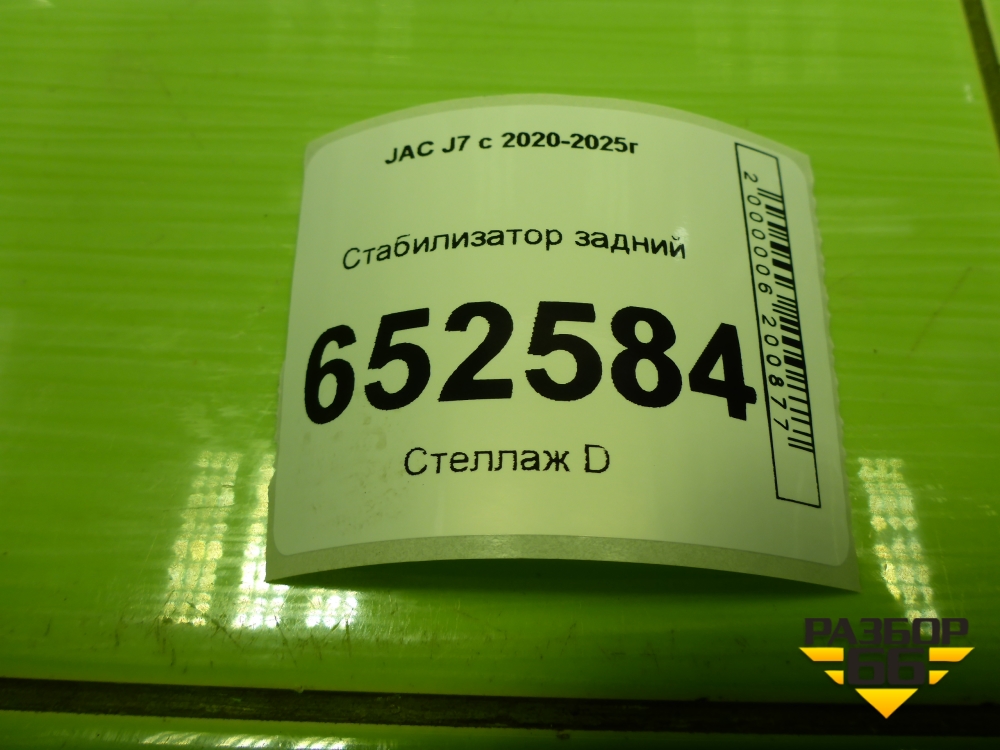 JAC J7 с 2020-2025г
Стабилизатор задний
652584
Стеллаж D
2000006200877
РАЗБОР
66